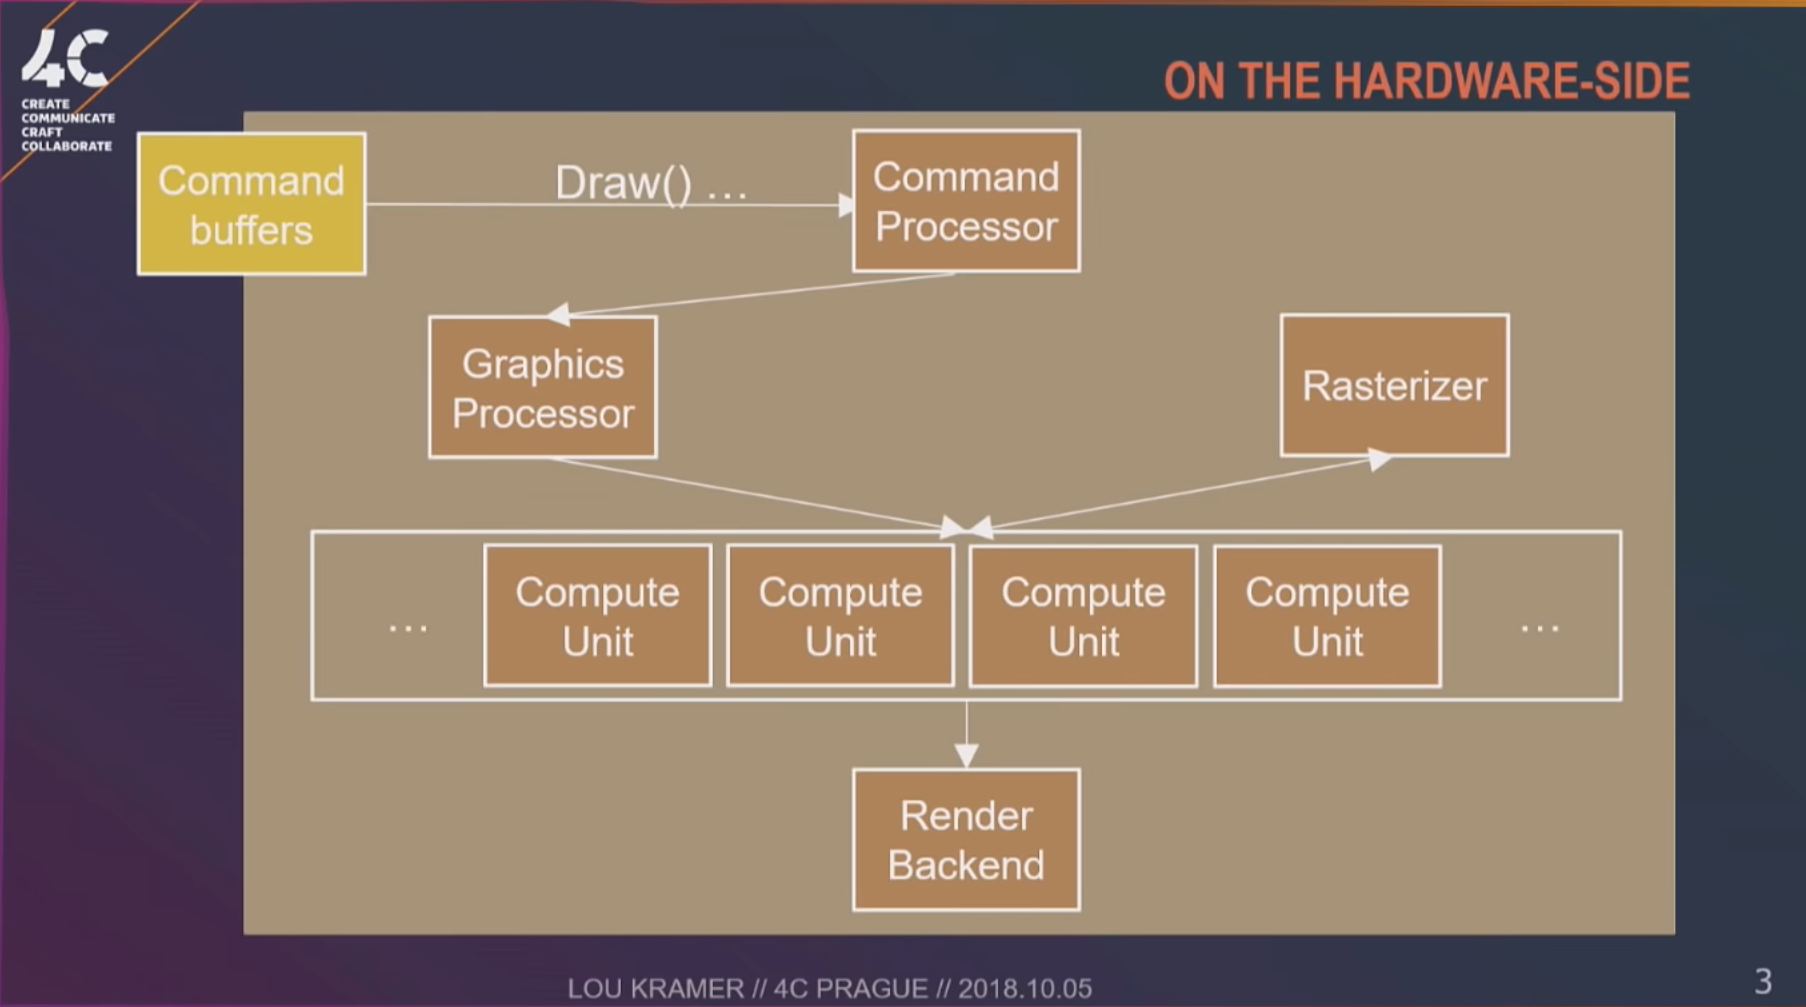 4C
CREATE
COMMUNICATE
CRAFT
COLLABORATE
ON THE HARDWARE-SIDE
Command
buffers
Draw() ...
Command
Processor
Graphics
Processor
Rasterizer
...
Compute
Unit
Compute
Unit
Compute
Unit
Compute
Unit
...
Render
Backend
LOU KRAMER // 4C PRAGUE // 2018.10.05
3